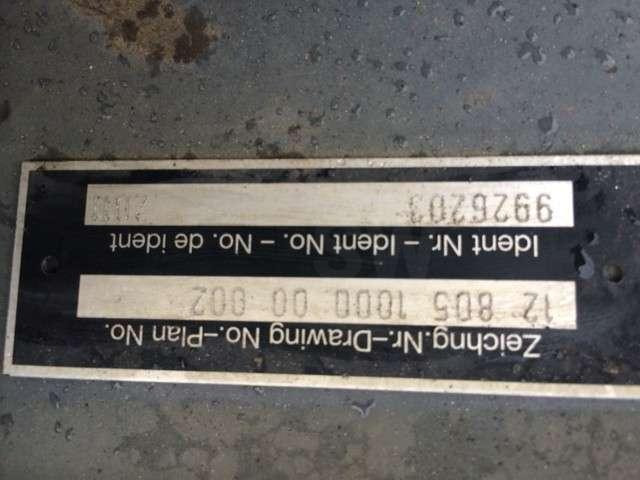 Zeichng.Nr.–Drawing No.–Plan No.
12 805 1000 00 002
Ident Nr. – Ident No. – No. de ident
9926203